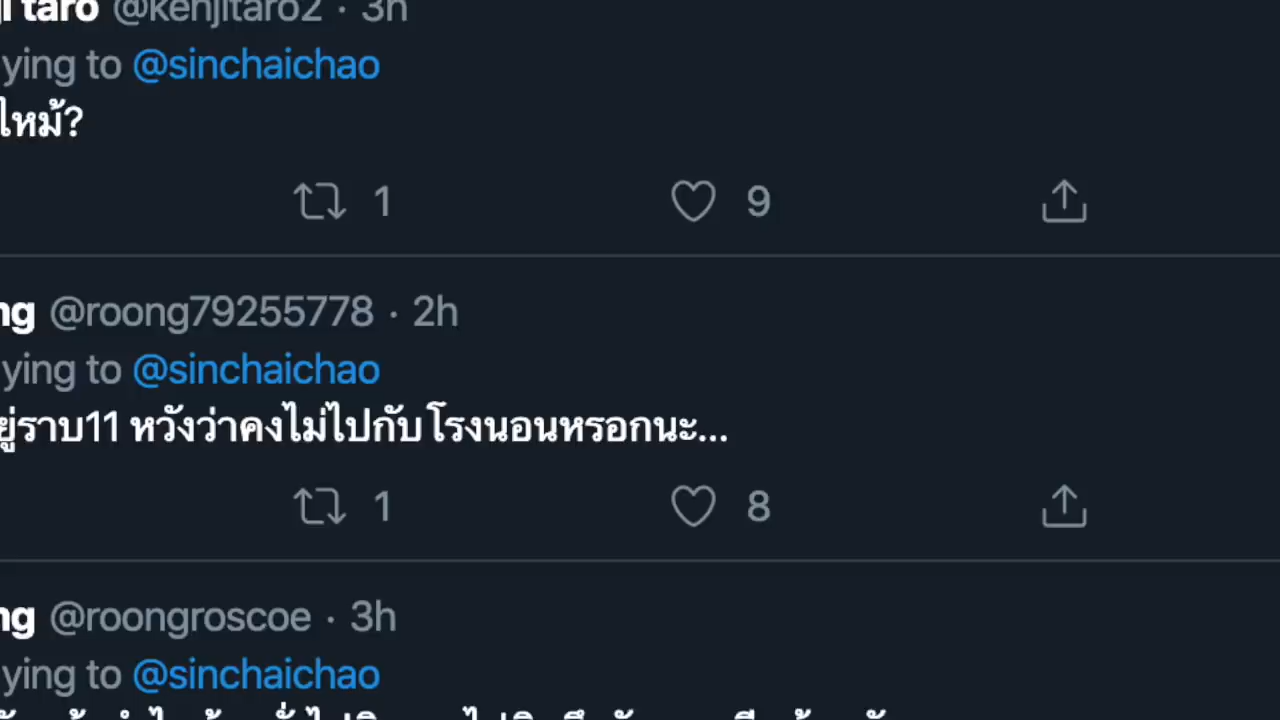 taro @kenjitaro2 · 3h
ying to @sinchaichao
ไหม้?
1 9
ng @roong79255778 · 2h
ying to @sinchaichao
ยู่ราบ11 หวังว่าคงไม่ไปกับโรงนอนหรอกนะ...
1 8
ng @roongroscoe · 3h
ying to @sinchaichao